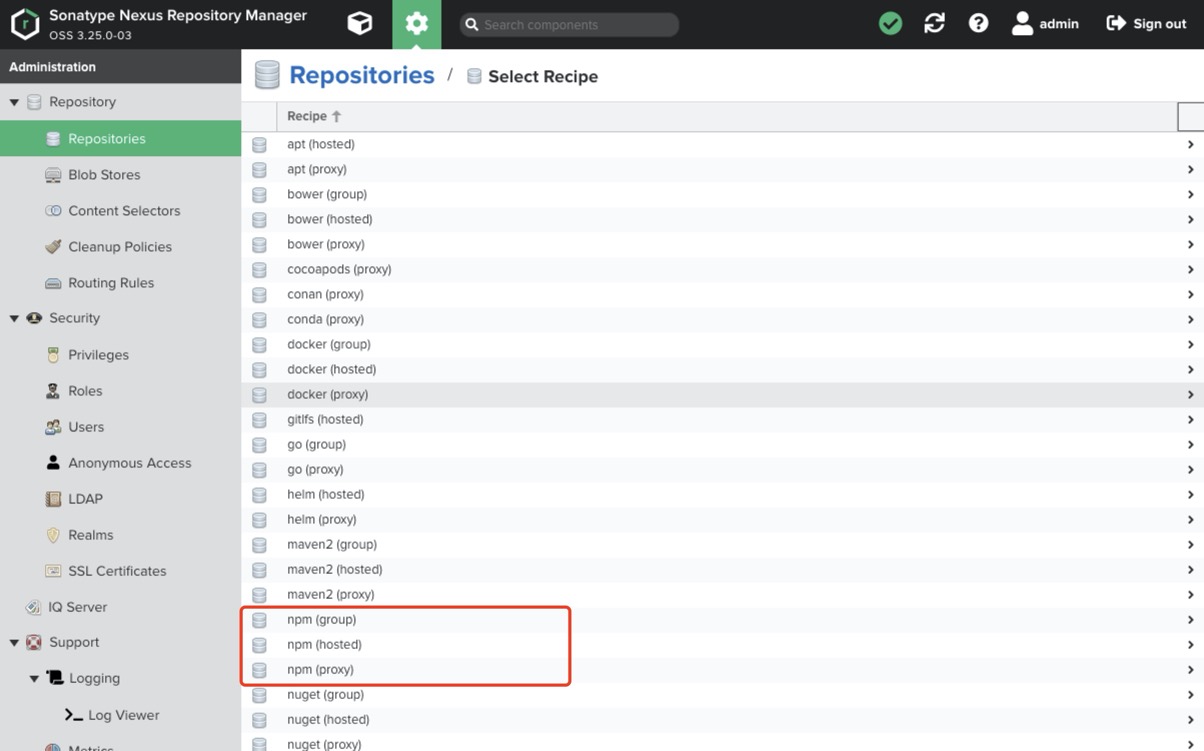 Sonatype Nexus Repository Manager
OSS 3.25.0-03
Search components
admin
Sign out
Administration
Repository
Repositories
Blob Stores
Content Selectors
Cleanup Policies
Routing Rules
Security
Privileges
Roles
Users
Anonymous Access
LDAP
Realms
SSL Certificates
IQ Server
Support
Logging
Log Viewer
Metrics
Repositories / Select Recipe
Recipe
apt (hosted)
apt (proxy)
bower (group)
bower (hosted)
bower (proxy)
cocoapods (proxy)
conan (proxy)
conda (proxy)
docker (group)
docker (hosted)
docker (proxy)
gitlfs (hosted)
go (group)
go (proxy)
helm (hosted)
helm (proxy)
maven2 (group)
maven2 (hosted)
maven2 (proxy)
npm (group)
npm (hosted)
npm (proxy)
nuget (group)
nuget (hosted)
nuget (proxy)